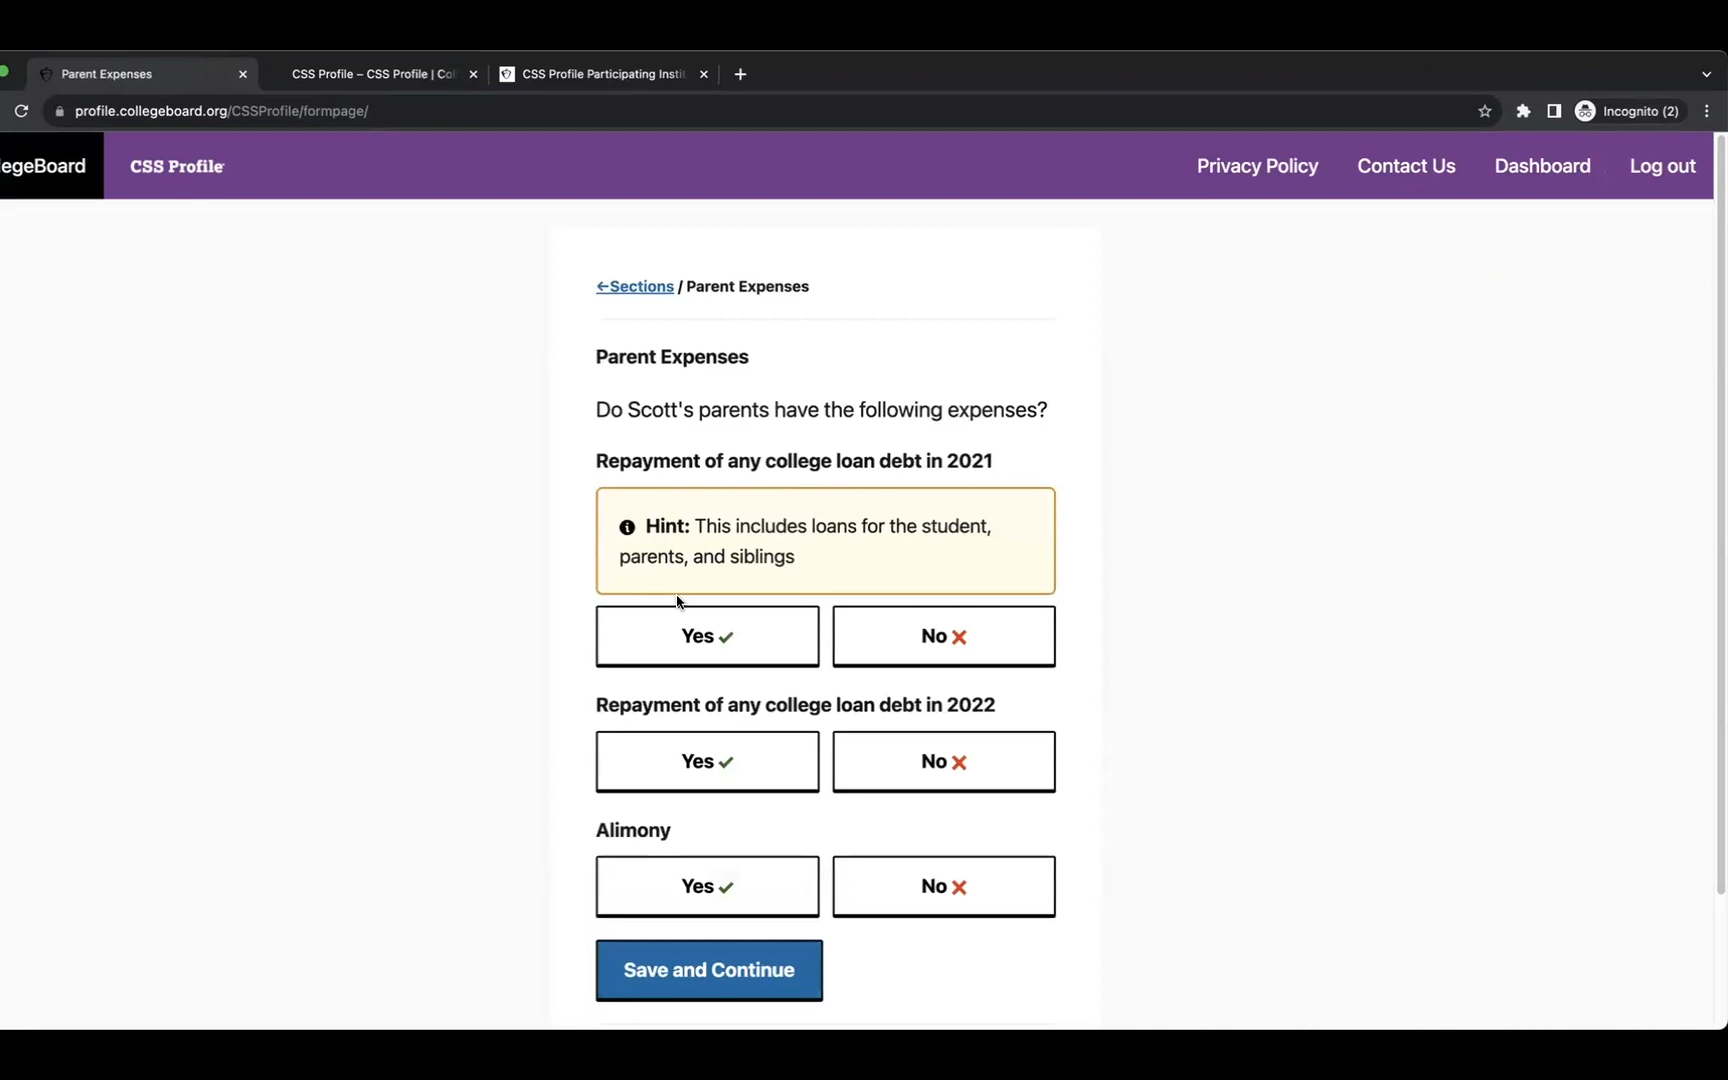 Parent Expenses
CSS Profile – CSS Profile | Co
CSS Profile Participating Insti
profile.collegeboard.org/CSSProfile/formpage/
Incognito (2)
legeBoard
CSS Profile
Privacy Policy
Contact Us
Dashboard
Log out
←Sections / Parent Expenses
Parent Expenses
Do Scott's parents have the following expenses?
Repayment of any college loan debt in 2021
Hint: This includes loans for the student,
parents, and siblings
Yes
No
Repayment of any college loan debt in 2022
Yes
No
Alimony
Yes
No
Save and Continue